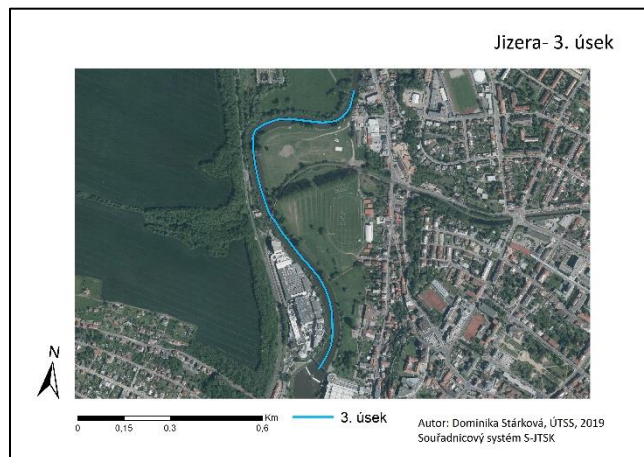 Jizera- 3. úsek
N
Km
0 0,15 0.3 0,6
3. úsek
Autor: Dominika Stárková, ÚTSS, 2019
Souřadnicový systém S-JTSK